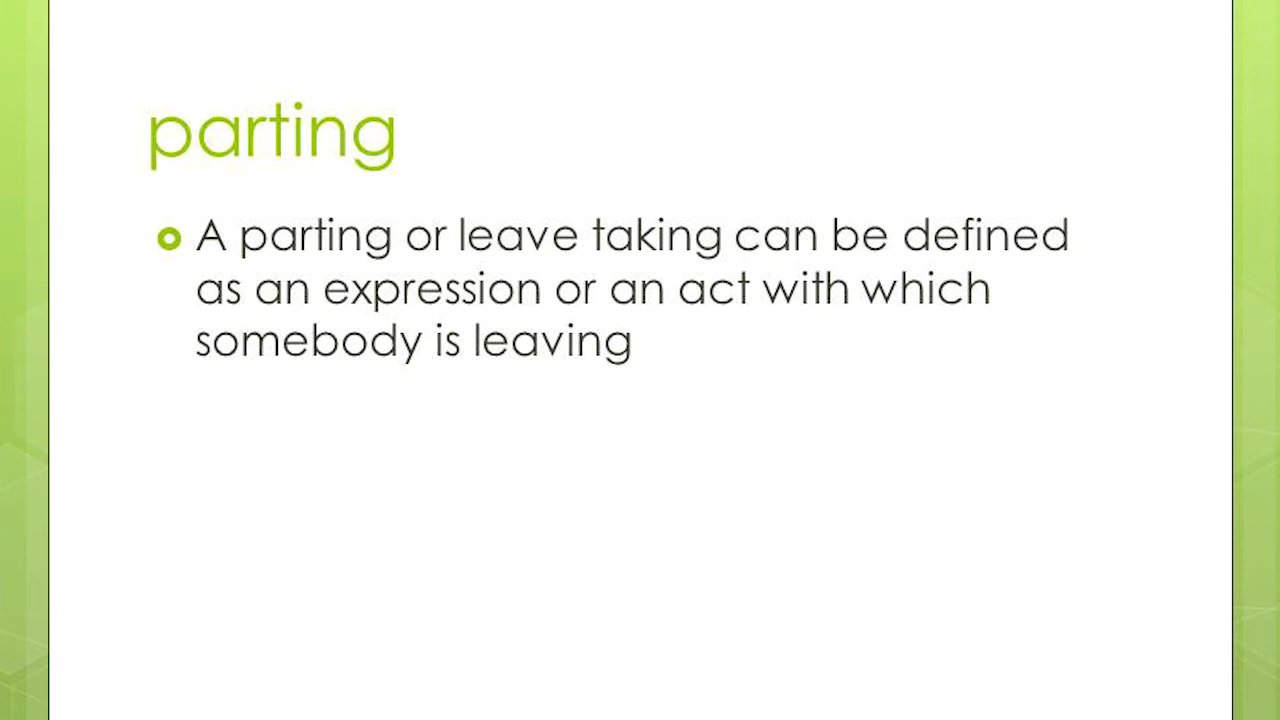 parting
A parting or leave taking can be defined
as an expression or an act with which
somebody is leaving